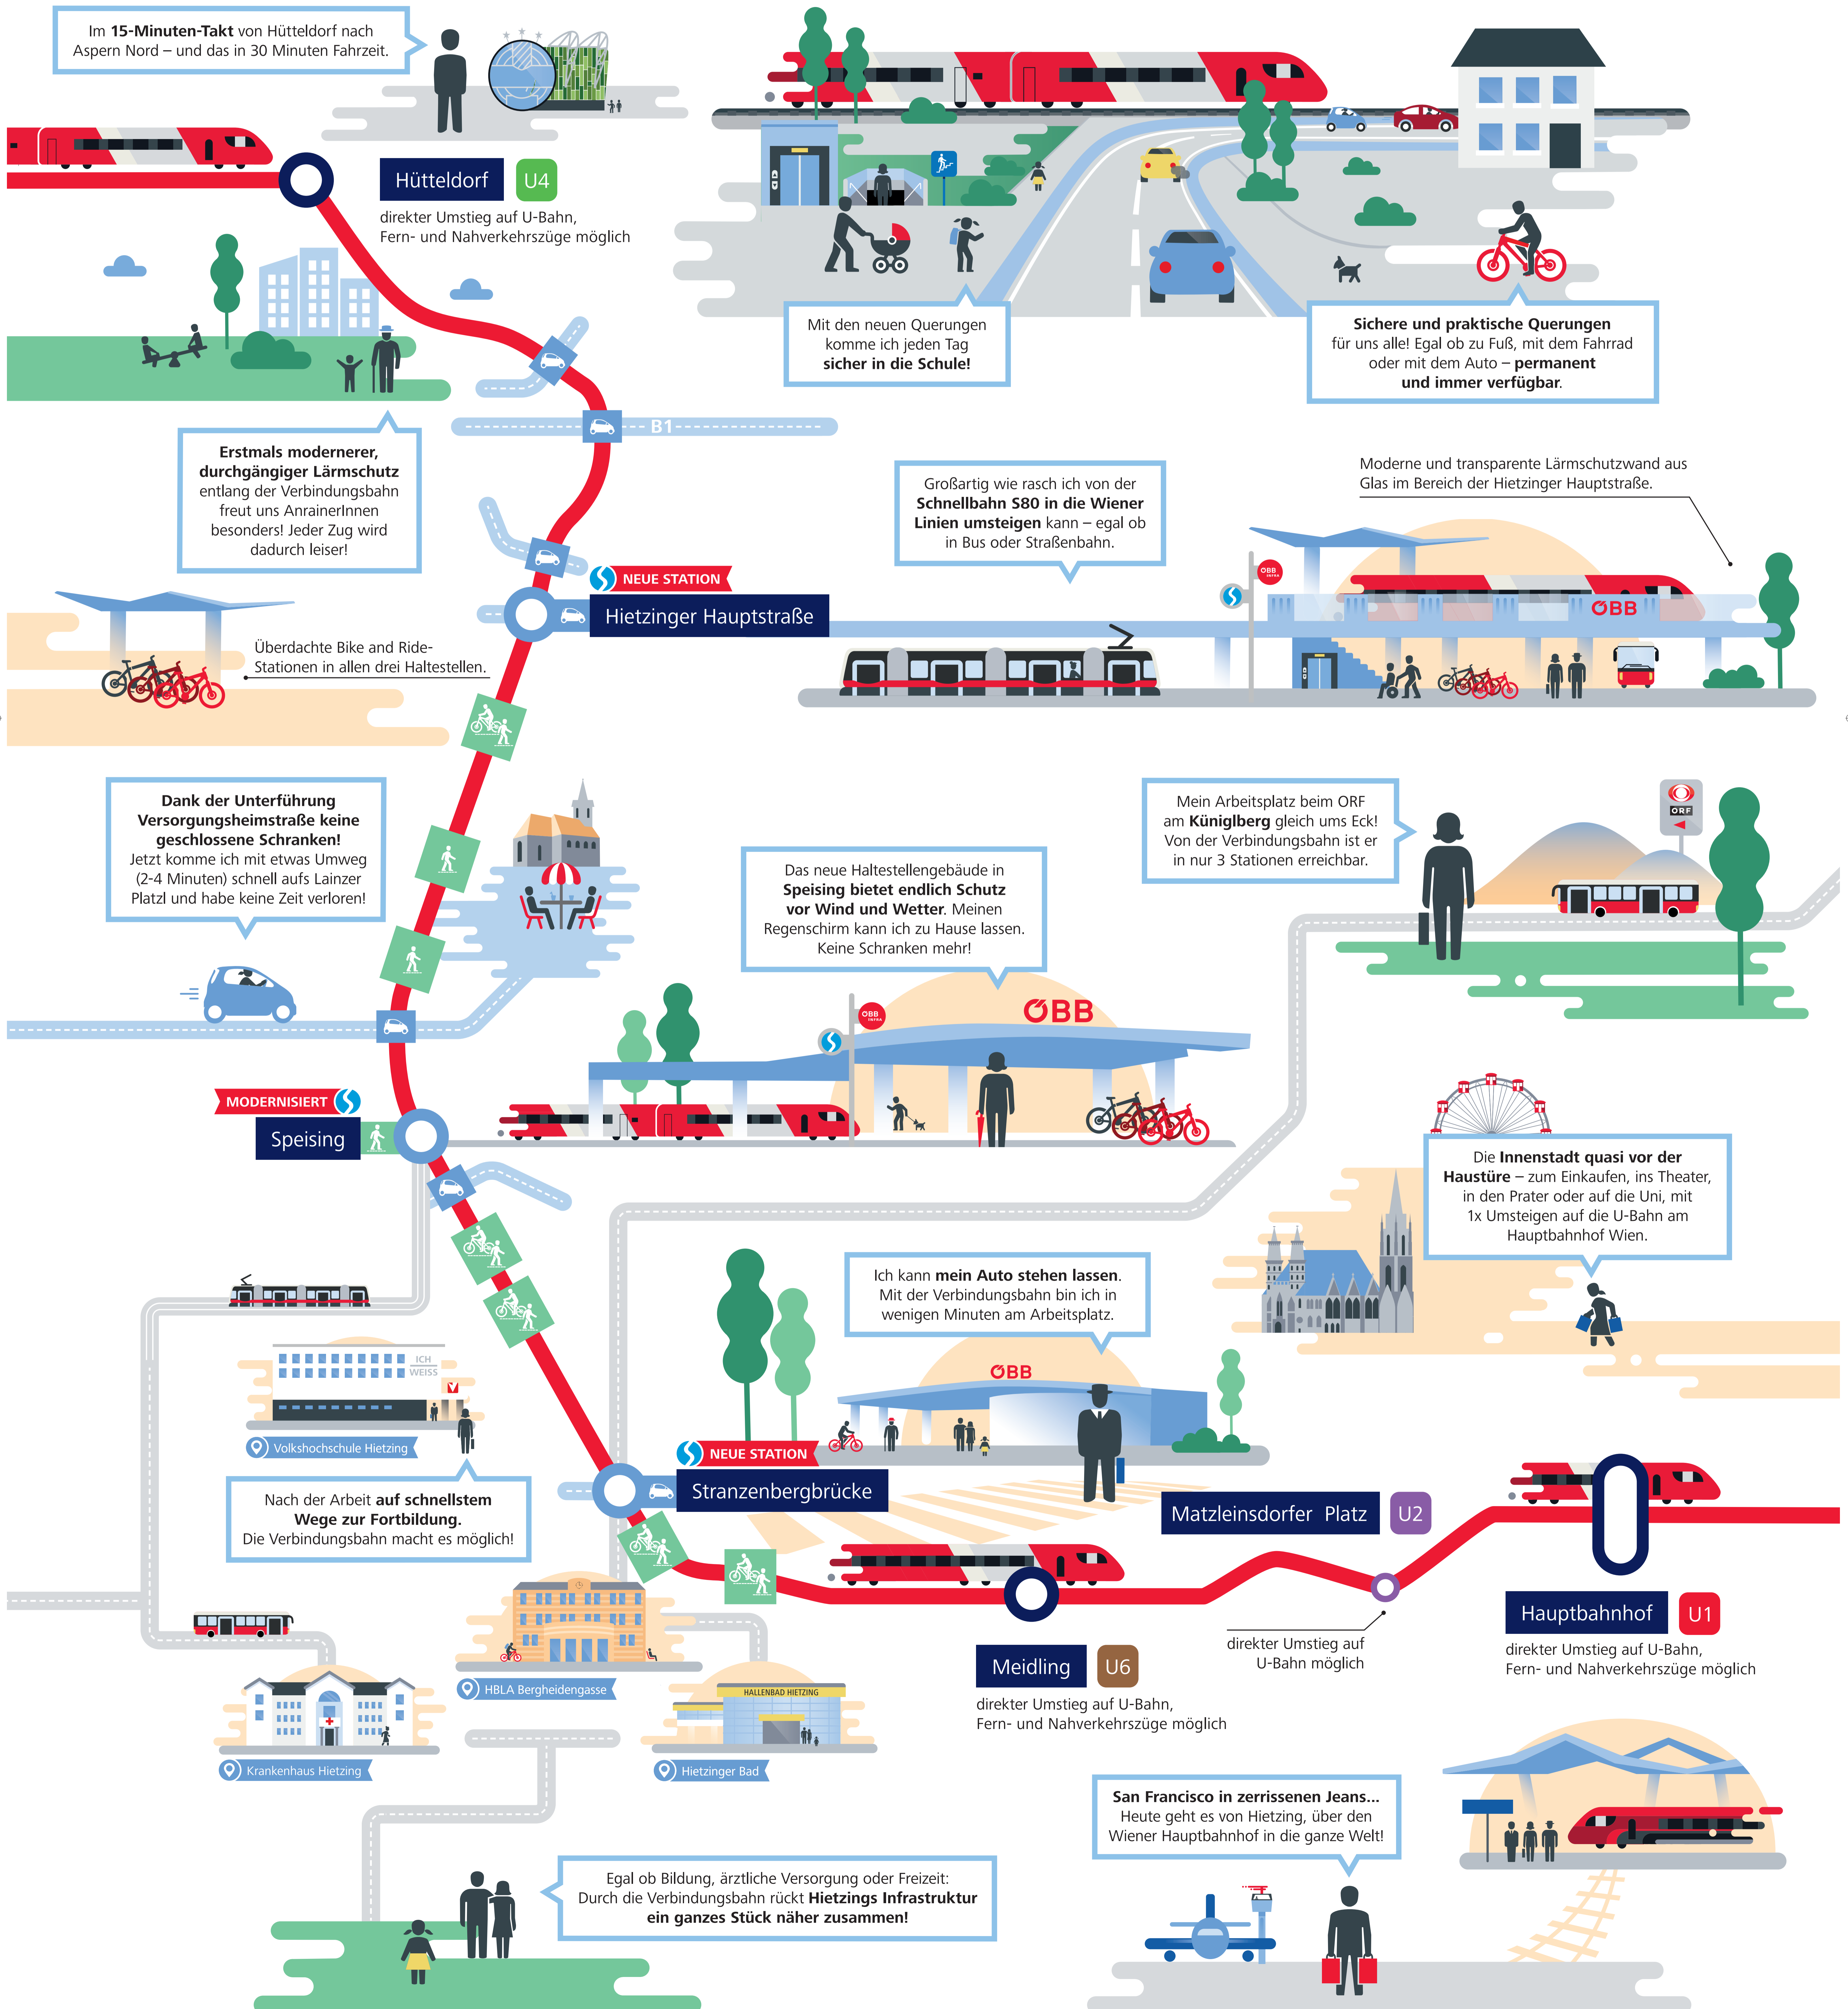 Im 15-Minuten-Takt von Hütteldorf nach
Aspern Nord – und das in 30 Minuten Fahrzeit.
Hütteldorf
U4
direkter Umstieg auf U-Bahn,
Fern- und Nahverkehrszüge möglich
Mit den neuen Querungen
komme ich jeden Tag
sicher in die Schule!
Sichere und praktische Querungen
für uns alle! Egal ob zu Fuß, mit dem Fahrrad
oder mit dem Auto – permanent
und immer verfügbar.
B1
Erstmals modernerer,
durchgängiger Lärmschutz
entlang der Verbindungsbahn
freut uns AnrainerInnen
besonders! Jeder Zug wird
dadurch leiser!
Großartig wie rasch ich von der
Schnellbahn S80 in die Wiener
Linien umsteigen kann – egal ob
in Bus oder Straßenbahn.
Moderne und transparente Lärmschutzwand aus
Glas im Bereich der Hietzinger Hauptstraße.
NEUE STATION
Hietzinger Hauptstraße
ÖBB
INFRA
ÖBB
Überdachte Bike and Ride-
Stationen in allen drei Haltestellen.
Dank der Unterführung
Versorgungsheimstraße keine
geschlossene Schranken!
Jetzt komme ich mit etwas Umweg
(2-4 Minuten) schnell aufs Lainzer
Platzl und habe keine Zeit verloren!
Das neue Haltestellengebäude in
Speising bietet endlich Schutz
vor Wind und Wetter. Meinen
Regenschirm kann ich zu Hause lassen.
Keine Schranken mehr!
Mein Arbeitsplatz beim ORF
am Küniglberg gleich ums Eck!
Von der Verbindungsbahn ist er
in nur 3 Stationen erreichbar.
ORF
ÖBB
INFRA
ÖBB
MODERNISIERT
Speising
Die Innenstadt quasi vor der
Haustüre – zum Einkaufen, ins Theater,
in den Prater oder auf die Uni, mit
1x Umsteigen auf die U-Bahn am
Hauptbahnhof Wien.
Ich kann mein Auto stehen lassen.
Mit der Verbindungsbahn bin ich in
wenigen Minuten am Arbeitsplatz.
ÖBB
ICH
WEISS
Volkshochschule Hietzing
Nach der Arbeit auf schnellstem
Wege zur Fortbildung.
Die Verbindungsbahn macht es möglich!
NEUE STATION
Stranzenbergbrücke
Matzleinsdorfer Platz
U2
direkter Umstieg auf
U-Bahn möglich
Hauptbahnhof
U1
direkter Umstieg auf U-Bahn,
Fern- und Nahverkehrszüge möglich
Meidling
U6
direkter Umstieg auf U-Bahn,
Fern- und Nahverkehrszüge möglich
HBLA Bergheidengasse
HALLENBAD HIETZING
Krankenhaus Hietzing
Hietzinger Bad
San Francisco in zerrissenen Jeans...
Heute geht es von Hietzing, über den
Wiener Hauptbahnhof in die ganze Welt!
Egal ob Bildung, ärztliche Versorgung oder Freizeit:
Durch die Verbindungsbahn rückt Hietzings Infrastruktur
ein ganzes Stück näher zusammen!